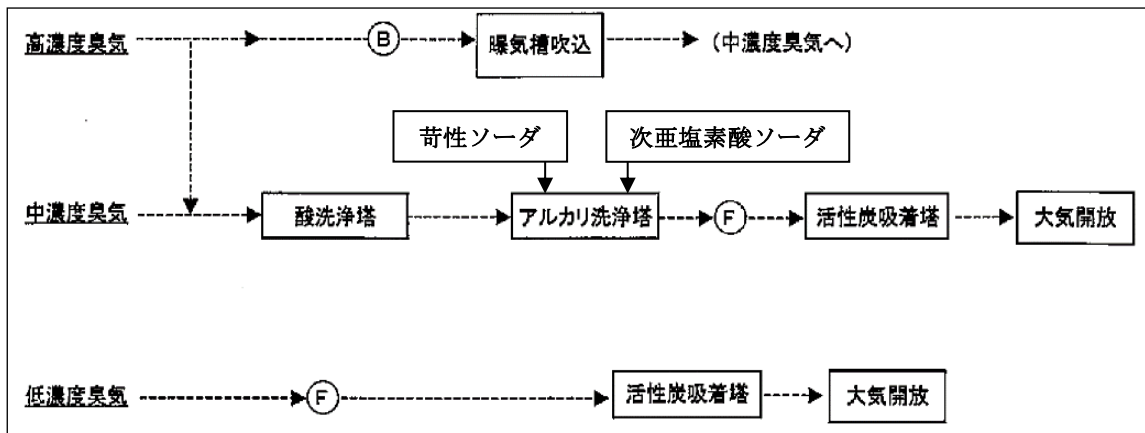 高濃度臭気
B
曝気槽吹込
(中濃度臭気へ)
苛性ソーダ
次亜塩素酸ソーダ
中濃度臭気
酸洗浄塔
アルカリ洗浄塔
F
活性炭吸着塔
大気開放
低濃度臭気
F
活性炭吸着塔
大気開放